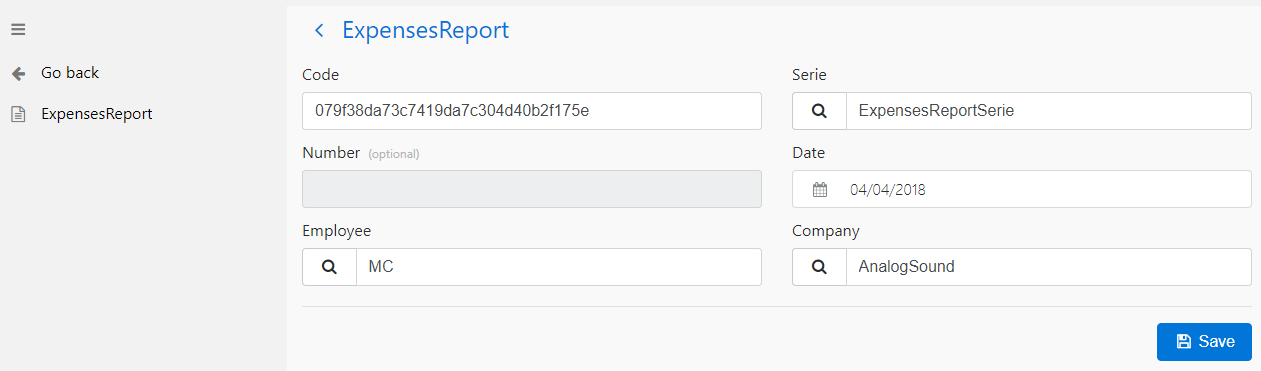 ExpensesReport
Go back
ExpensesReport
Code
Serie
079f38da73c7419da7c304d40b2f175e
ExpensesReportSerie
Number (optional)
Date
04/04/2018
Employee
Company
MC
AnalogSound
Save